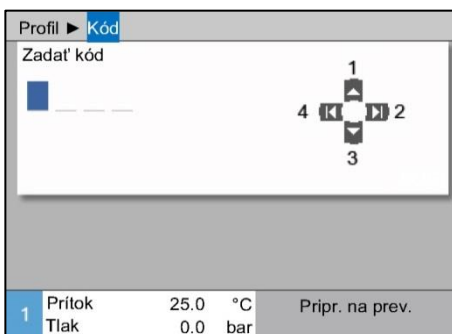 Profil ► Kód
Zadať kód
1
4 2
3
1 Prítok 25.0 °C Pripr. na prev.
Tlak 0.0 bar